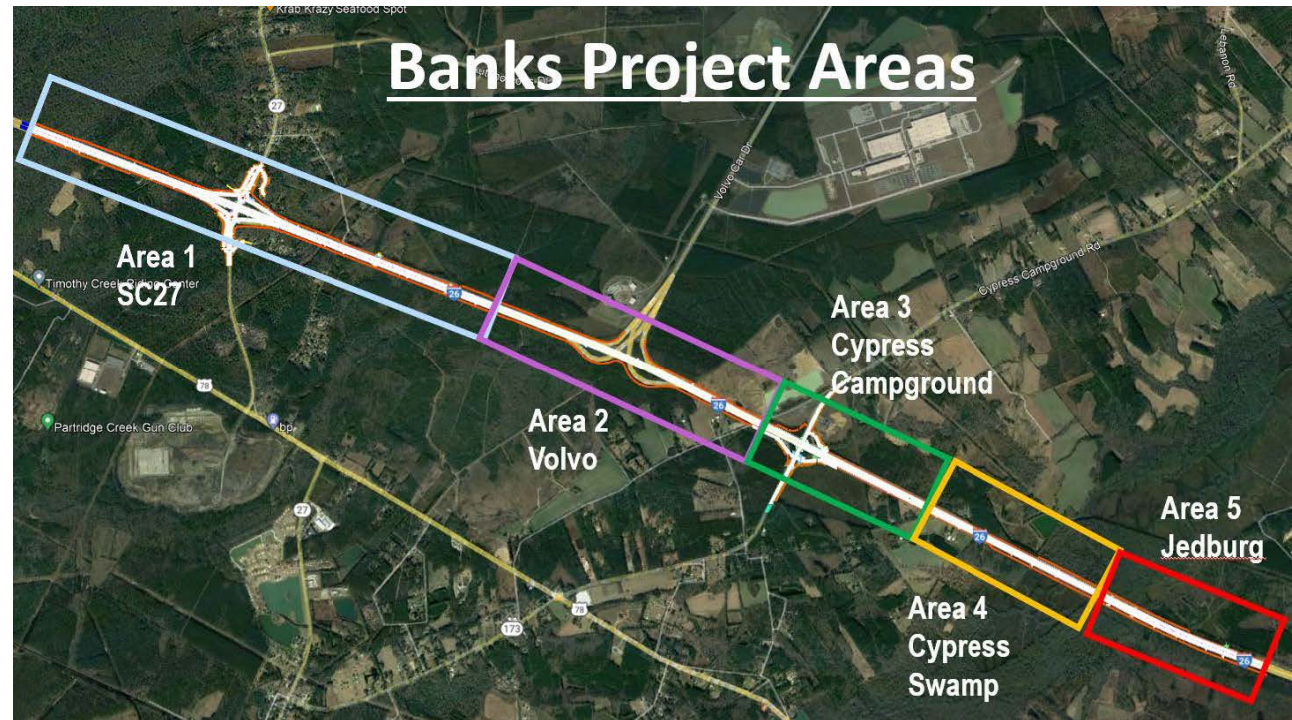 Krab Krazy Seafood Spot
Banks Project Areas
27
Volvo Car Dr
Lebanon Rd
Cypress Campground Rd
Area 1
SC27
Timothy Creek Riding Center
26
Area 3
Cypress
Campground
78
26
Area 2
Volvo
Partridge Creek Gun Club
bp
27
Area 5
Jedburg
26
78
173
Area 4
Cypress
Swamp
26